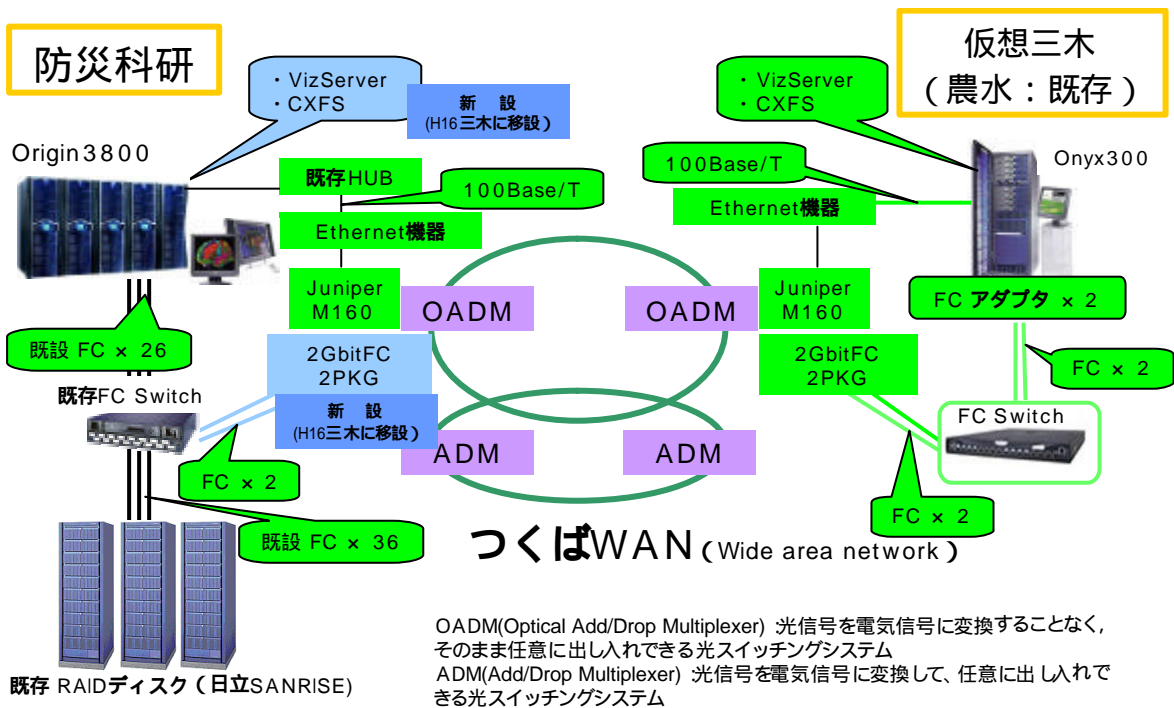 防災科研
・VizServer
・CXFS
新 設
(H16三木に移設)
Origin3800
既存HUB
100Base/T
Ethernet機器
Juniper
M160
OADM
既設 FC × 26
2GbitFC
2PKG
既存FC Switch
新 設
(H16三木に移設)
ADM
FC × 2
既設 FC × 36
既存 RAIDディスク(日立SANRISE)
仮想三木
(農水:既存)
・VizServer
・CXFS
100Base/T
Onyx300
Ethernet機器
OADM
Juniper
M160
FC アダプタ × 2
2GbitFC
2PKG
FC × 2
FC Switch
ADM
FC × 2
つくばWAN(Wide area network)
OADM(Optical Add/Drop Multiplexer) :光信号を電気信号に変換することなく,
そのまま任意に出し入れできる光スイッチングシステム
ADM(Add/Drop Multiplexer) :光信号を電気信号に変換して、任意に出し入れで
きる光スイッチングシステム